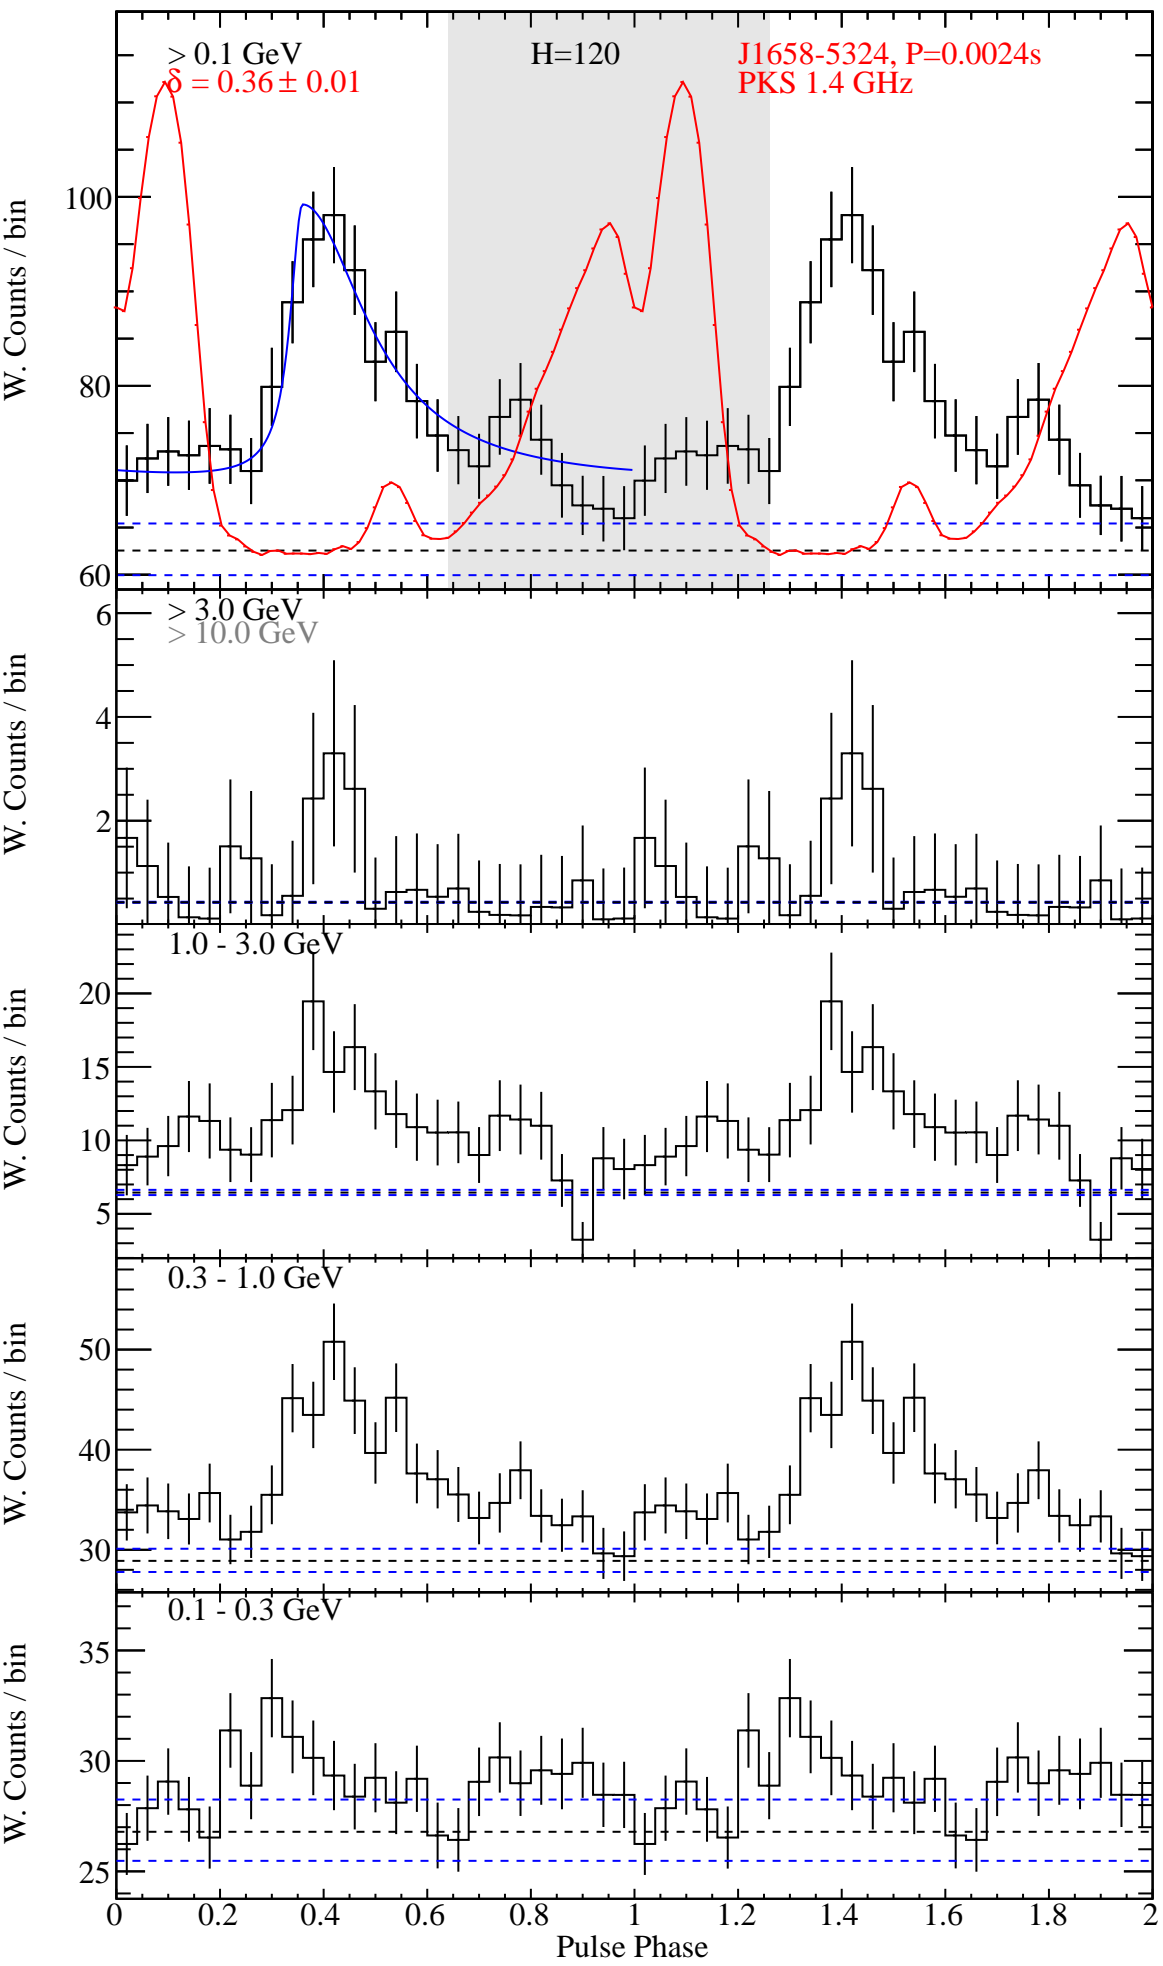 > 0.1 GeV
H=120
J1658-5324, P=0.0024s
δ = 0.36 ± 0.01
PKS 1.4 GHz
W. Counts / bin
100
80
60
> 3.0 GeV
> 10.0 GeV
W. Counts / bin
6
4
2
1.0 - 3.0 GeV
W. Counts / bin
20
15
10
5
0.3 - 1.0 GeV
W. Counts / bin
50
40
30
0.1 - 0.3 GeV
W. Counts / bin
35
30
25
0 0.2 0.4 0.6 0.8 1 1.2 1.4 1.6 1.8 2
Pulse Phase